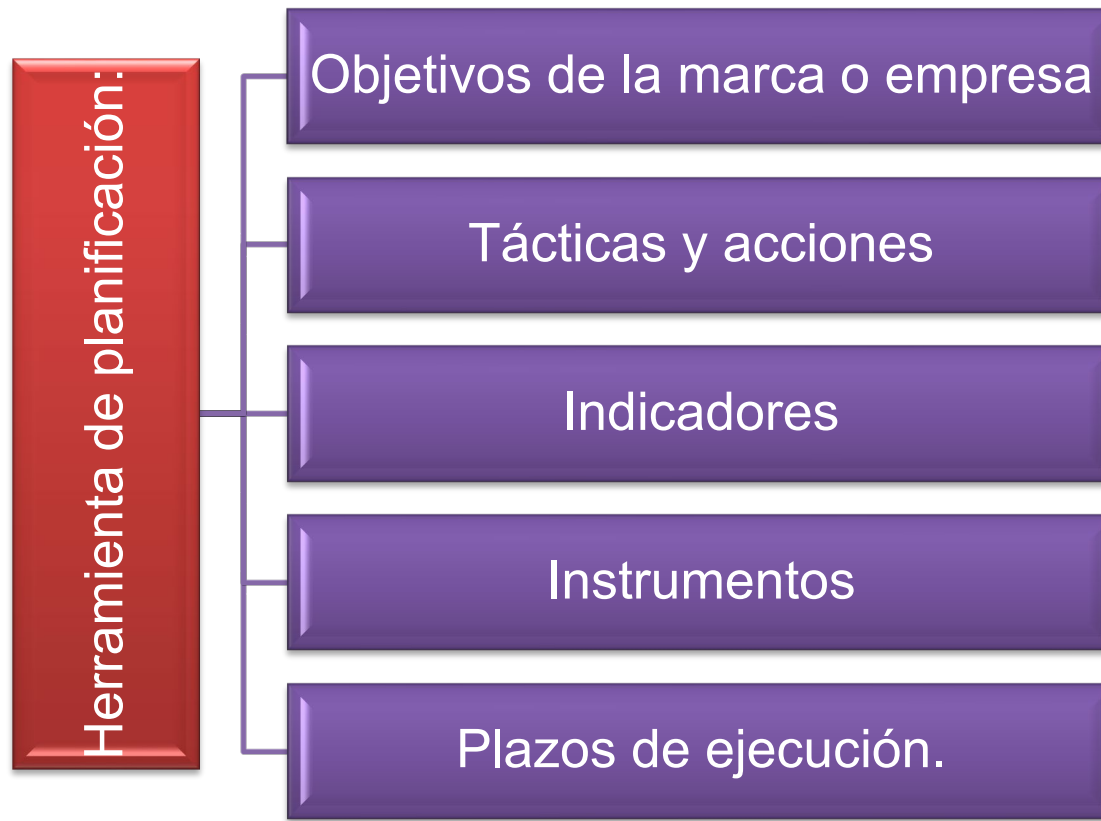 Herramienta de planificación:
Objetivos de la marca o empresa
Tácticas y acciones
Indicadores
Instrumentos
Plazos de ejecución.